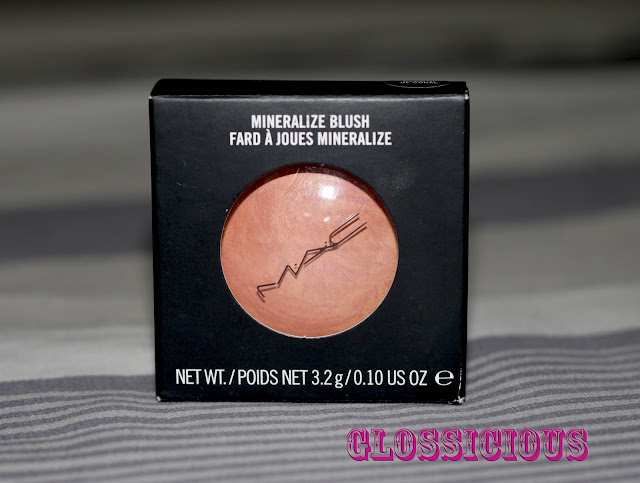 MINERALIZE BLUSH
FARD À JOUES MINERALIZE
M·A·C
NET WT./POIDS NET 3.2 g/0.10 US OZ ℮
GLOSSICIOUS